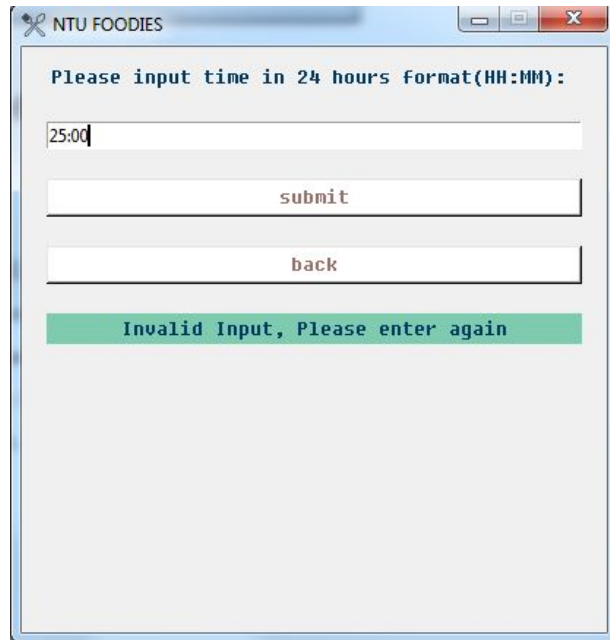 NTU FOODIES
Please input time in 24 hours format(HH:MM):
25:00
submit
back
Invalid Input, Please enter again